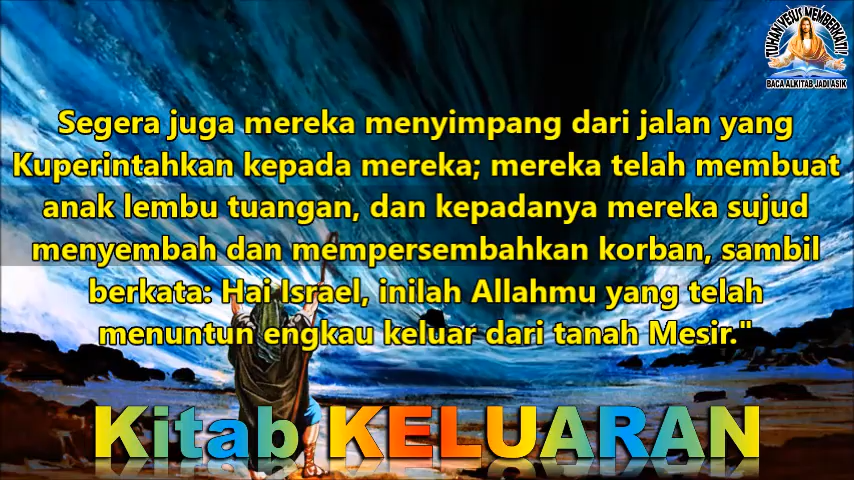 TUHAN YESUS MEMBERKATI!
BACA ALKITAB JADI ASIK
Segera juga mereka menyimpang dari jalan yang
Kuperintahkan kepada mereka; mereka telah membuat
anak lembu tuangan, dan kepadanya mereka sujud
menyembah dan mempersembahkan korban, sambil
berkata: Hai Israel, inilah Allahmu yang telah
menuntun engkau keluar dari tanah Mesir."
Kitab KELUARAN